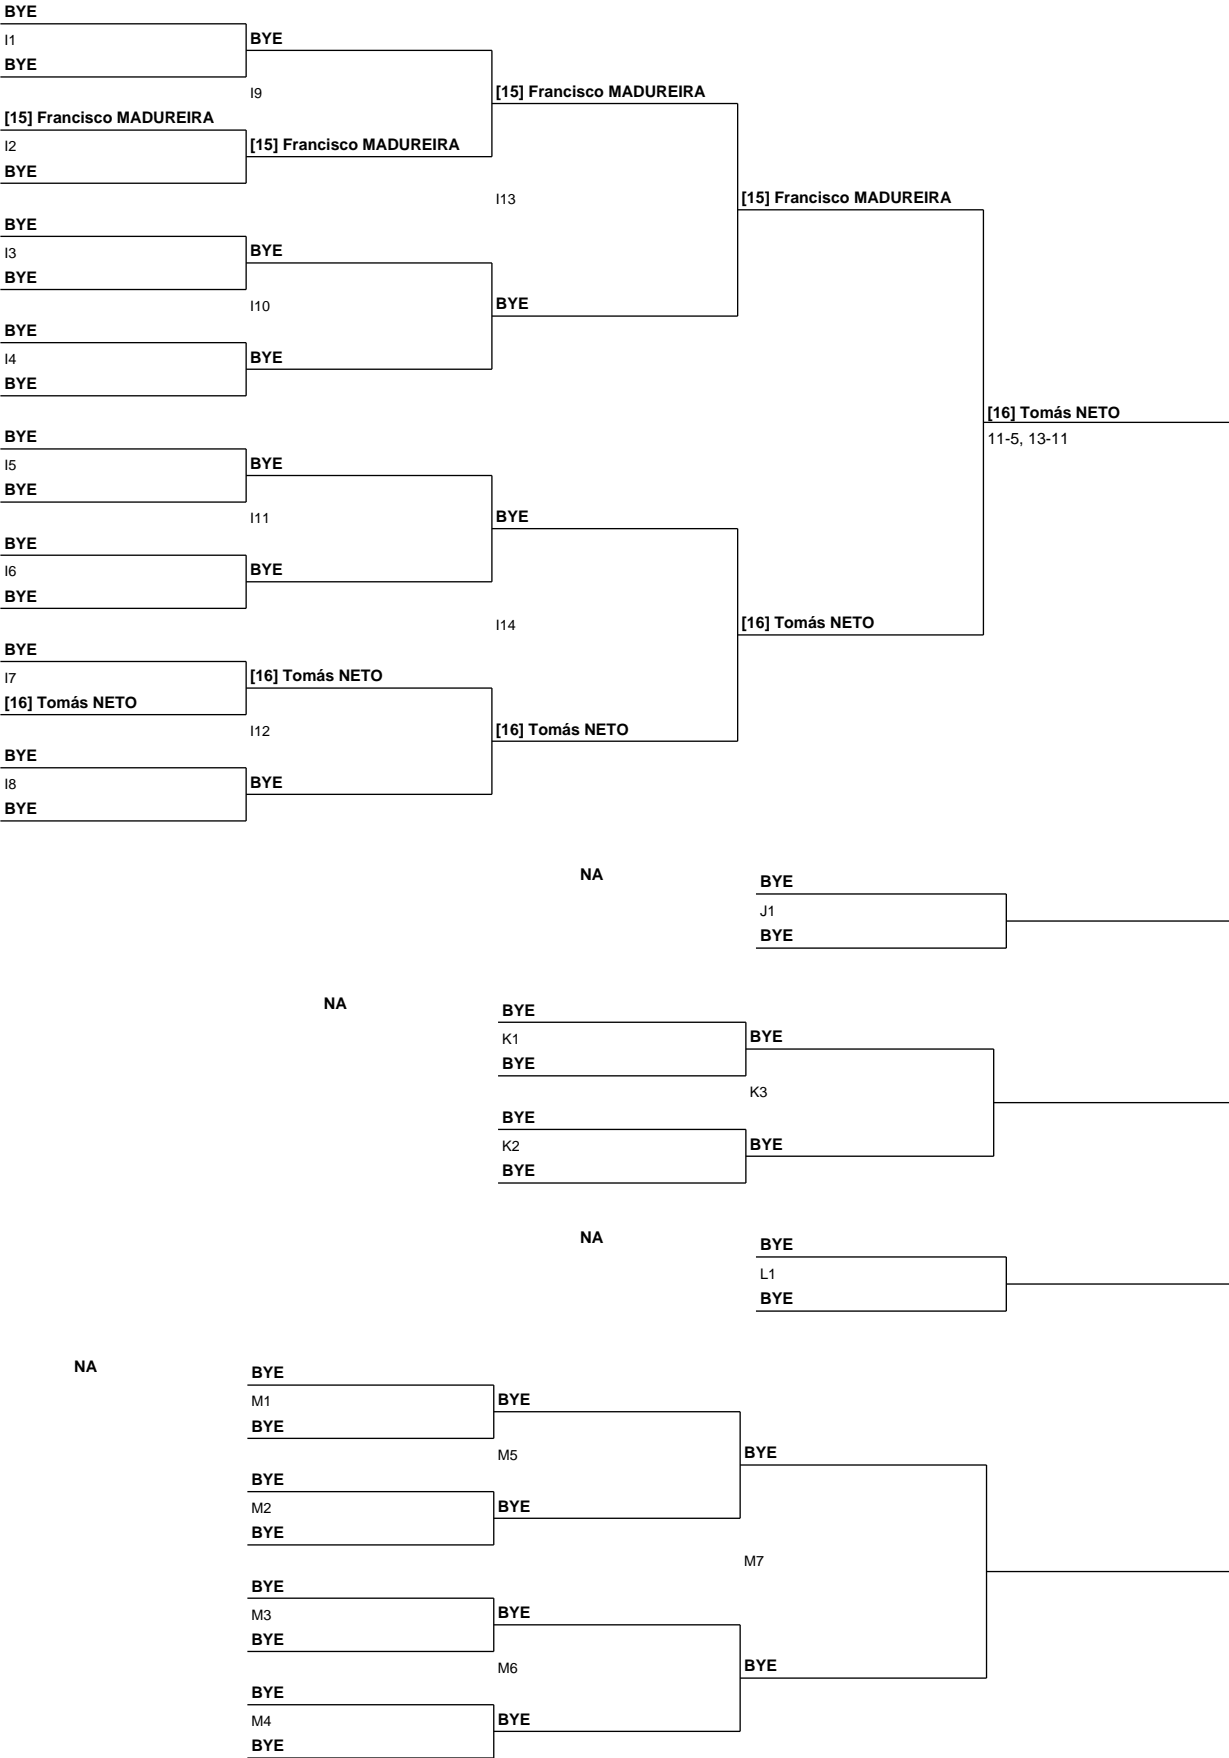 BYE
I1
BYE
BYE
I9
[15] Francisco MADUREIRA
[15] Francisco MADUREIRA
I2
[15] Francisco MADUREIRA
BYE
I13
[15] Francisco MADUREIRA
BYE
I3
BYE
BYE
I10
BYE
BYE
I4
BYE
BYE
[16] Tomás NETO
11-5, 13-11
BYE
I5
BYE
BYE
I11
BYE
BYE
I6
BYE
BYE
I14
[16] Tomás NETO
BYE
I7
[16] Tomás NETO
[16] Tomás NETO
I12
[16] Tomás NETO
BYE
I8
BYE
BYE
NA
BYE
J1
BYE
NA
BYE
K1
BYE
BYE
K3
BYE
K2
BYE
BYE
NA
BYE
L1
BYE
NA
BYE
M1
BYE
BYE
M5
BYE
BYE
M2
BYE
BYE
M7
BYE
M3
BYE
BYE
M6
BYE
BYE
M4
BYE
BYE